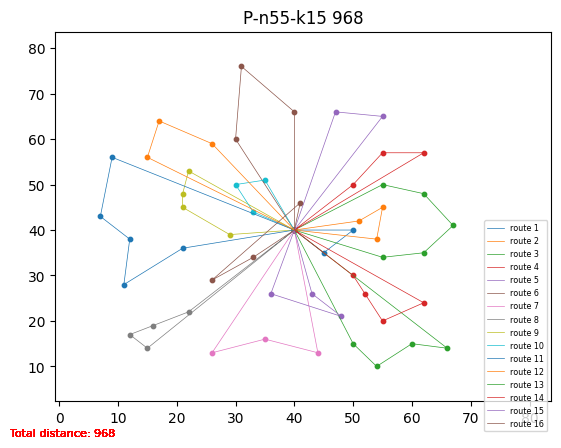 P-n55-k15 968
80
70
60
50
40
30
20
10
0 10 20 30 40 50 60 70 80
route 1
route 2
route 3
route 4
route 5
route 6
route 7
route 8
route 9
route 10
route 11
route 12
route 13
route 14
route 15
route 16
Total distance: 968